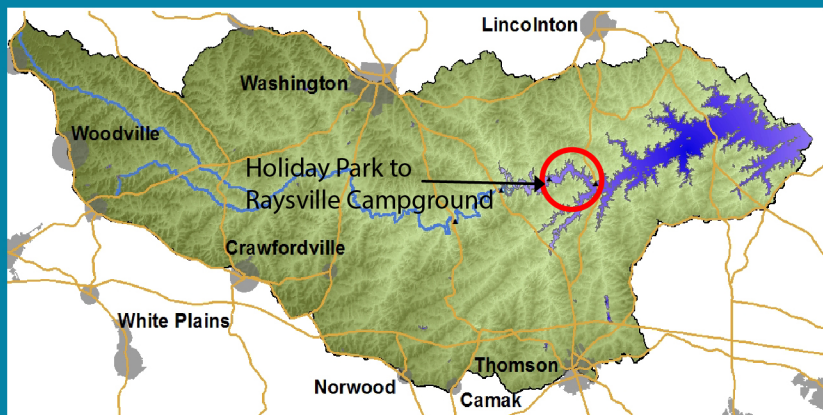 Lincolnton
Washington
Woodville
Holiday Park to
Raysville Campground
Crawfordville
White Plains
Thomson
Norwood
Camak